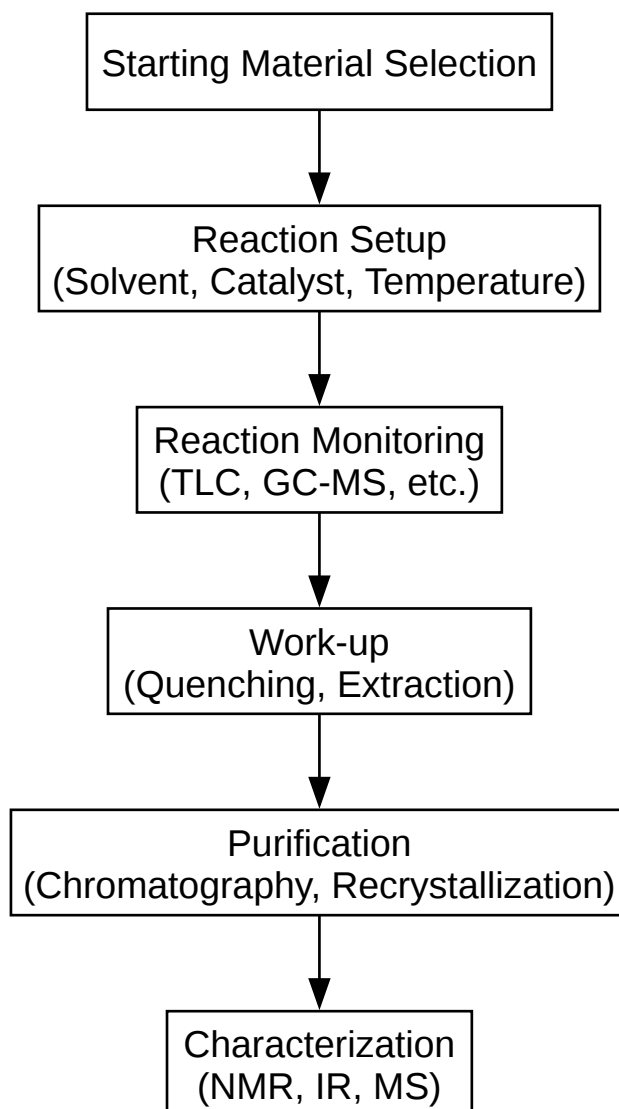 Starting Material Selection
Reaction Setup
(Solvent, Catalyst, Temperature)
Reaction Monitoring
(TLC, GC-MS, etc.)
Work-up
(Quenching, Extraction)
Purification
(Chromatography, Recrystallization)
Characterization
(NMR, IR, MS)